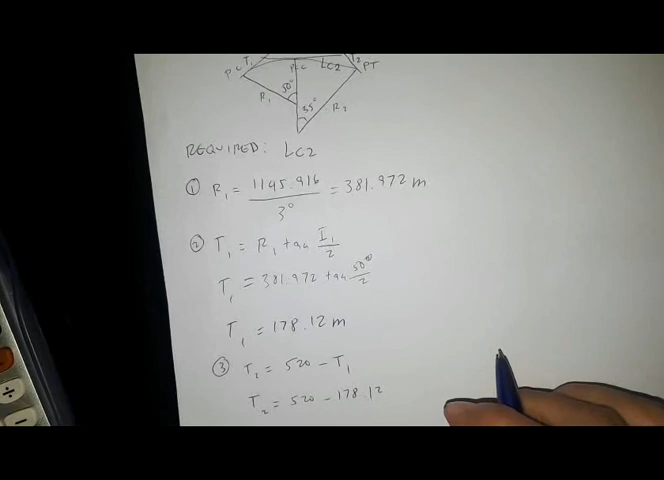 T₁ T₂
PC PCC LC2 PT
50°
R₁ 35° R₂
REQUIRED: LC2
① R₁ = 1145.916 / 3° = 381.972 m
② T₁ = R₁ tan I₁/2
T₁ = 381.972 tan 50°/2
T₁ = 178.12 m
③ T₂ = 520 - T₁
T₂ = 520 - 178.12
÷
−